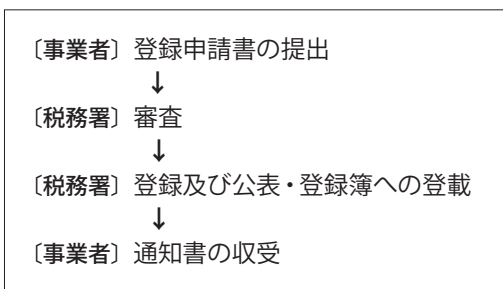 〔事業者〕登録申請書の提出
↓
〔税務署〕審査
↓
〔税務署〕登録及び公表・登録簿への登載
↓
〔事業者〕通知書の収受